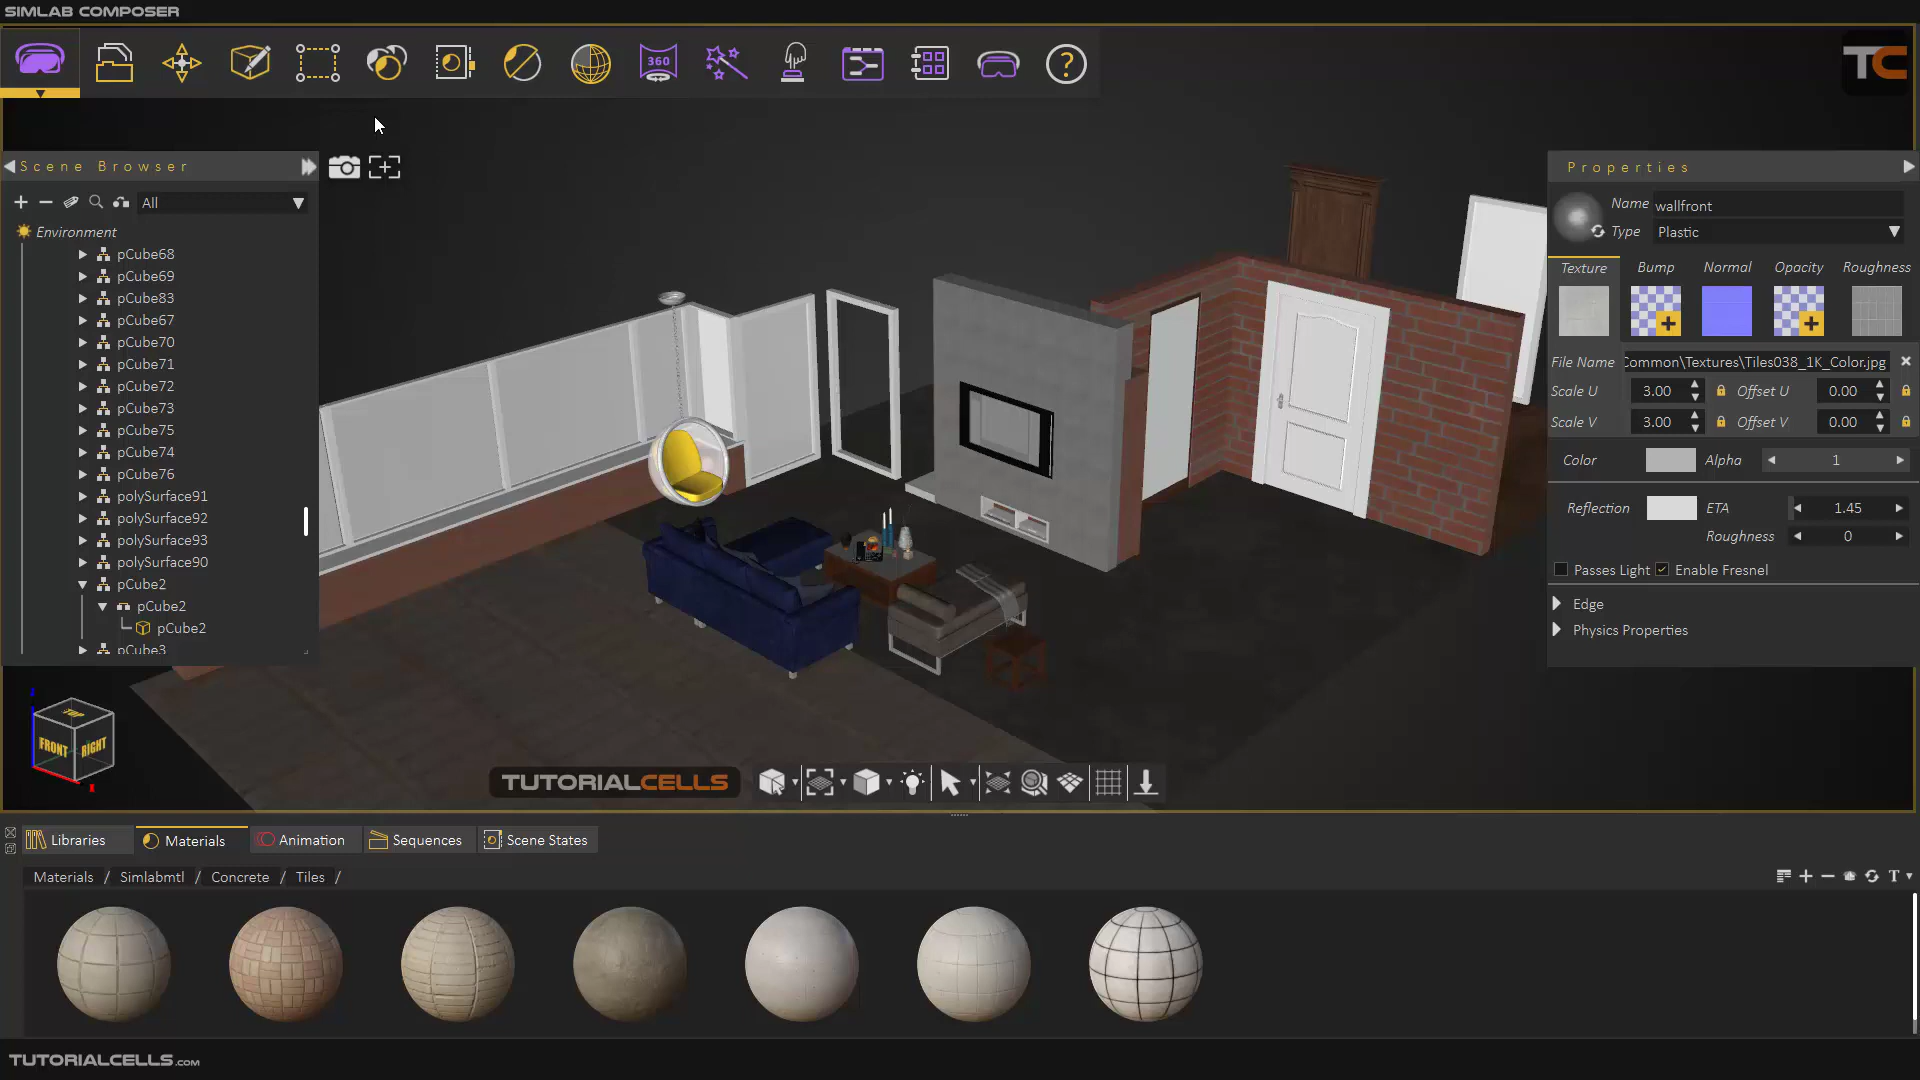 SIMLAB COMPOSER
360
?
TC
Scene Browser
All
Environment
pCube68
pCube69
pCube83
pCube67
pCube70
pCube71
pCube72
pCube73
pCube75
pCube74
pCube76
polySurface91
polySurface92
polySurface93
polySurface90
pCube2
pCube2
pCube2
pCube3
TOP
FRONT
RIGHT
Properties
Name wallfront
Type Plastic
Texture Bump Normal Opacity Roughness
File Name Common\Textures\Tiles038_1K_Color.jpg
Scale U 3.00 Offset U 0.00
Scale V 3.00 Offset V 0.00
Color Alpha 1
Reflection ETA 1.45
Roughness 0
Passes Light Enable Fresnel
Edge
Physics Properties
TUTORIALCELLS
Libraries Materials Animation Sequences Scene States
Materials / Simlabmtl / Concrete / Tiles /
T
TUTORIALCELLS.com